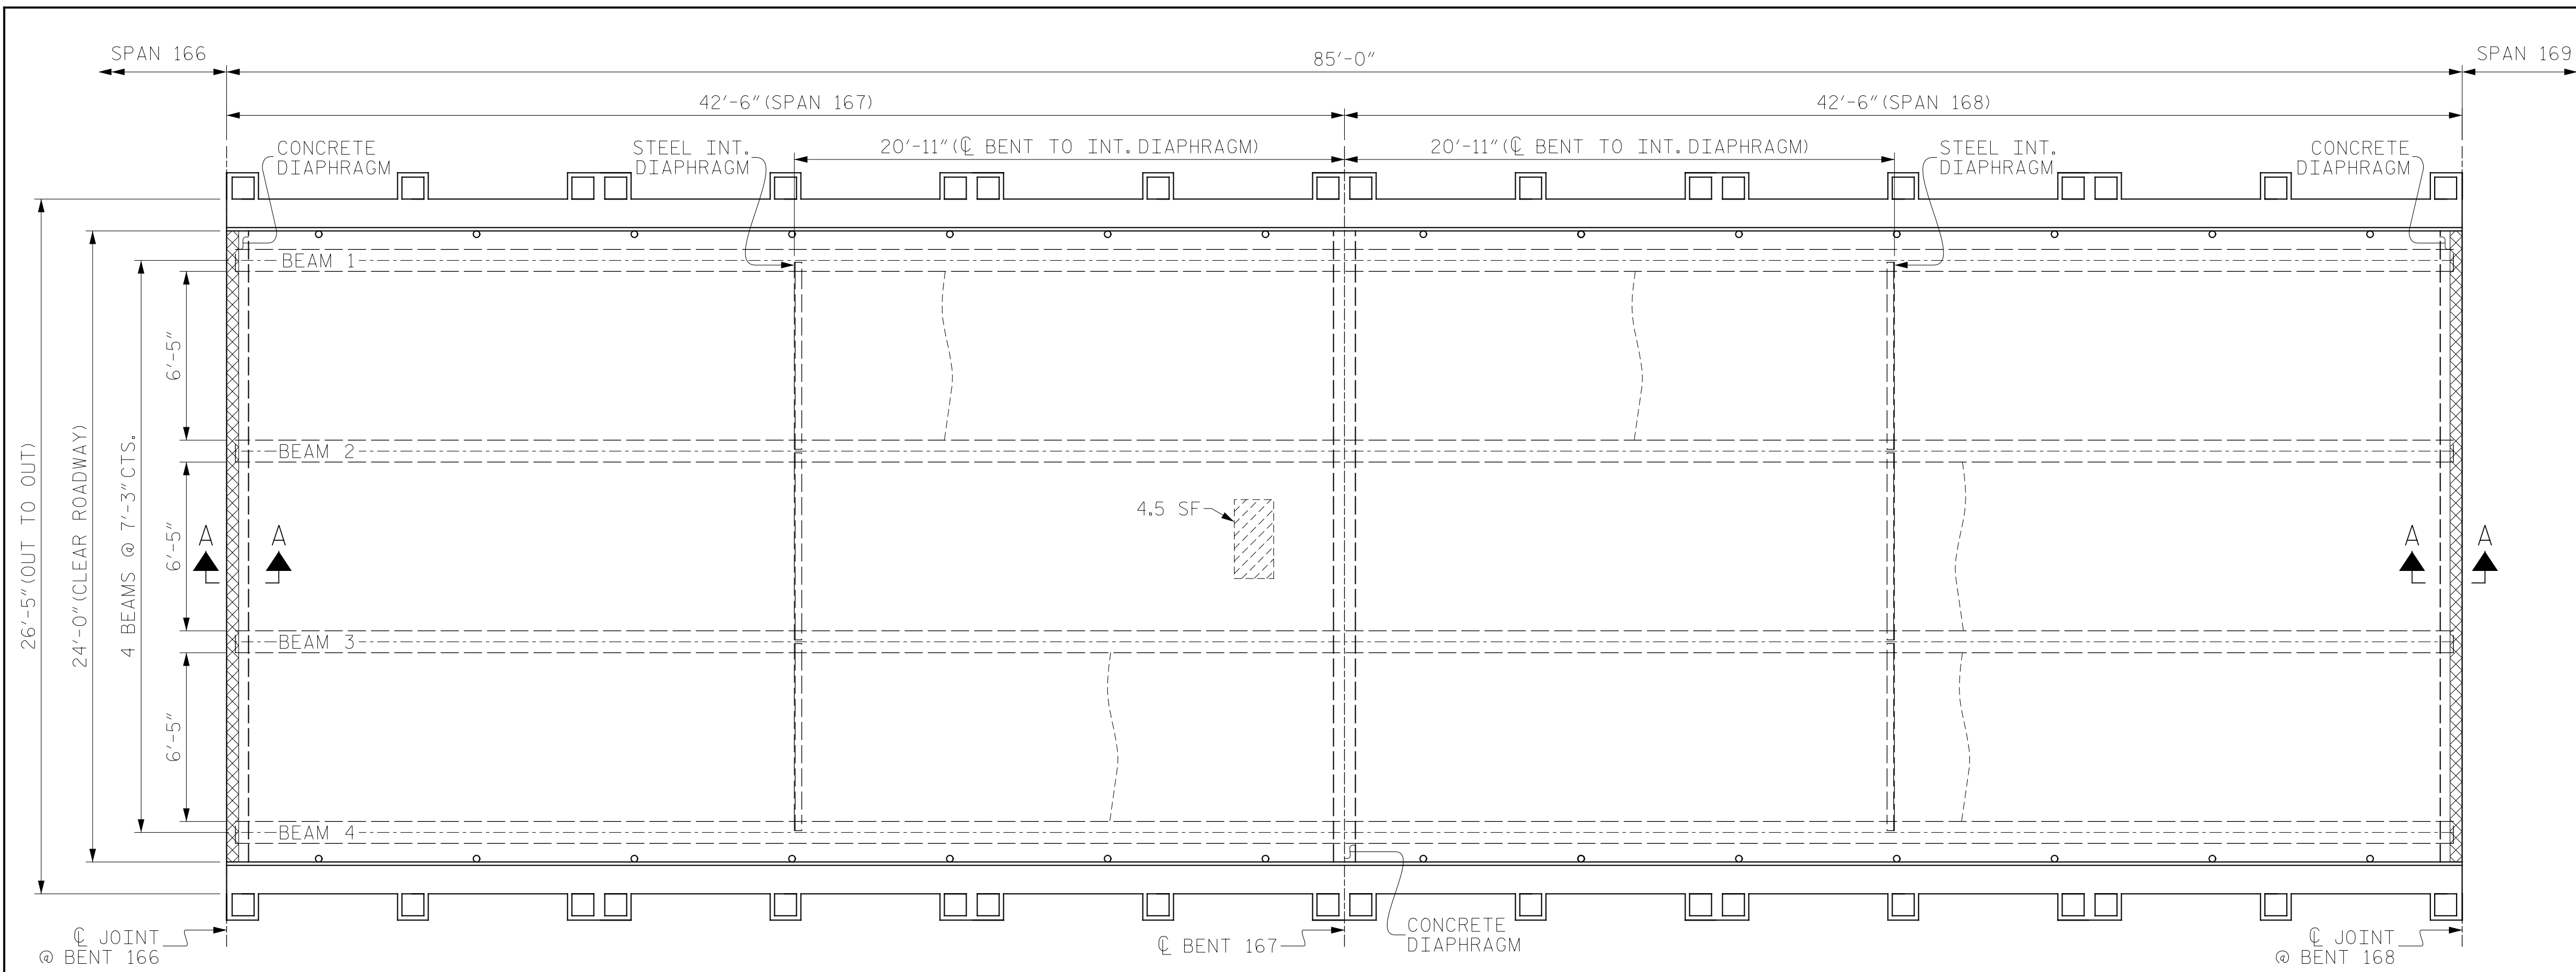 SPAN 166
85'-0"
SPAN 169
42'-6"(SPAN 167)
42'-6"(SPAN 168)
CONCRETE
DIAPHRAGM
STEEL INT.
DIAPHRAGM
20'-11"(℄ BENT TO INT. DIAPHRAGM)
20'-11"(℄ BENT TO INT. DIAPHRAGM)
STEEL INT.
DIAPHRAGM
CONCRETE
DIAPHRAGM
BEAM 1
6'-5"
BEAM 2
26'-5"(OUT TO OUT)
24'-0"(CLEAR ROADWAY)
4 BEAMS @ 7'-3" CTS.
6'-5"
4.5 SF
A
A
A
A
BEAM 3
6'-5"
BEAM 4
℄ JOINT
@ BENT 166
℄ BENT 167
CONCRETE
DIAPHRAGM
℄ JOINT
@ BENT 168